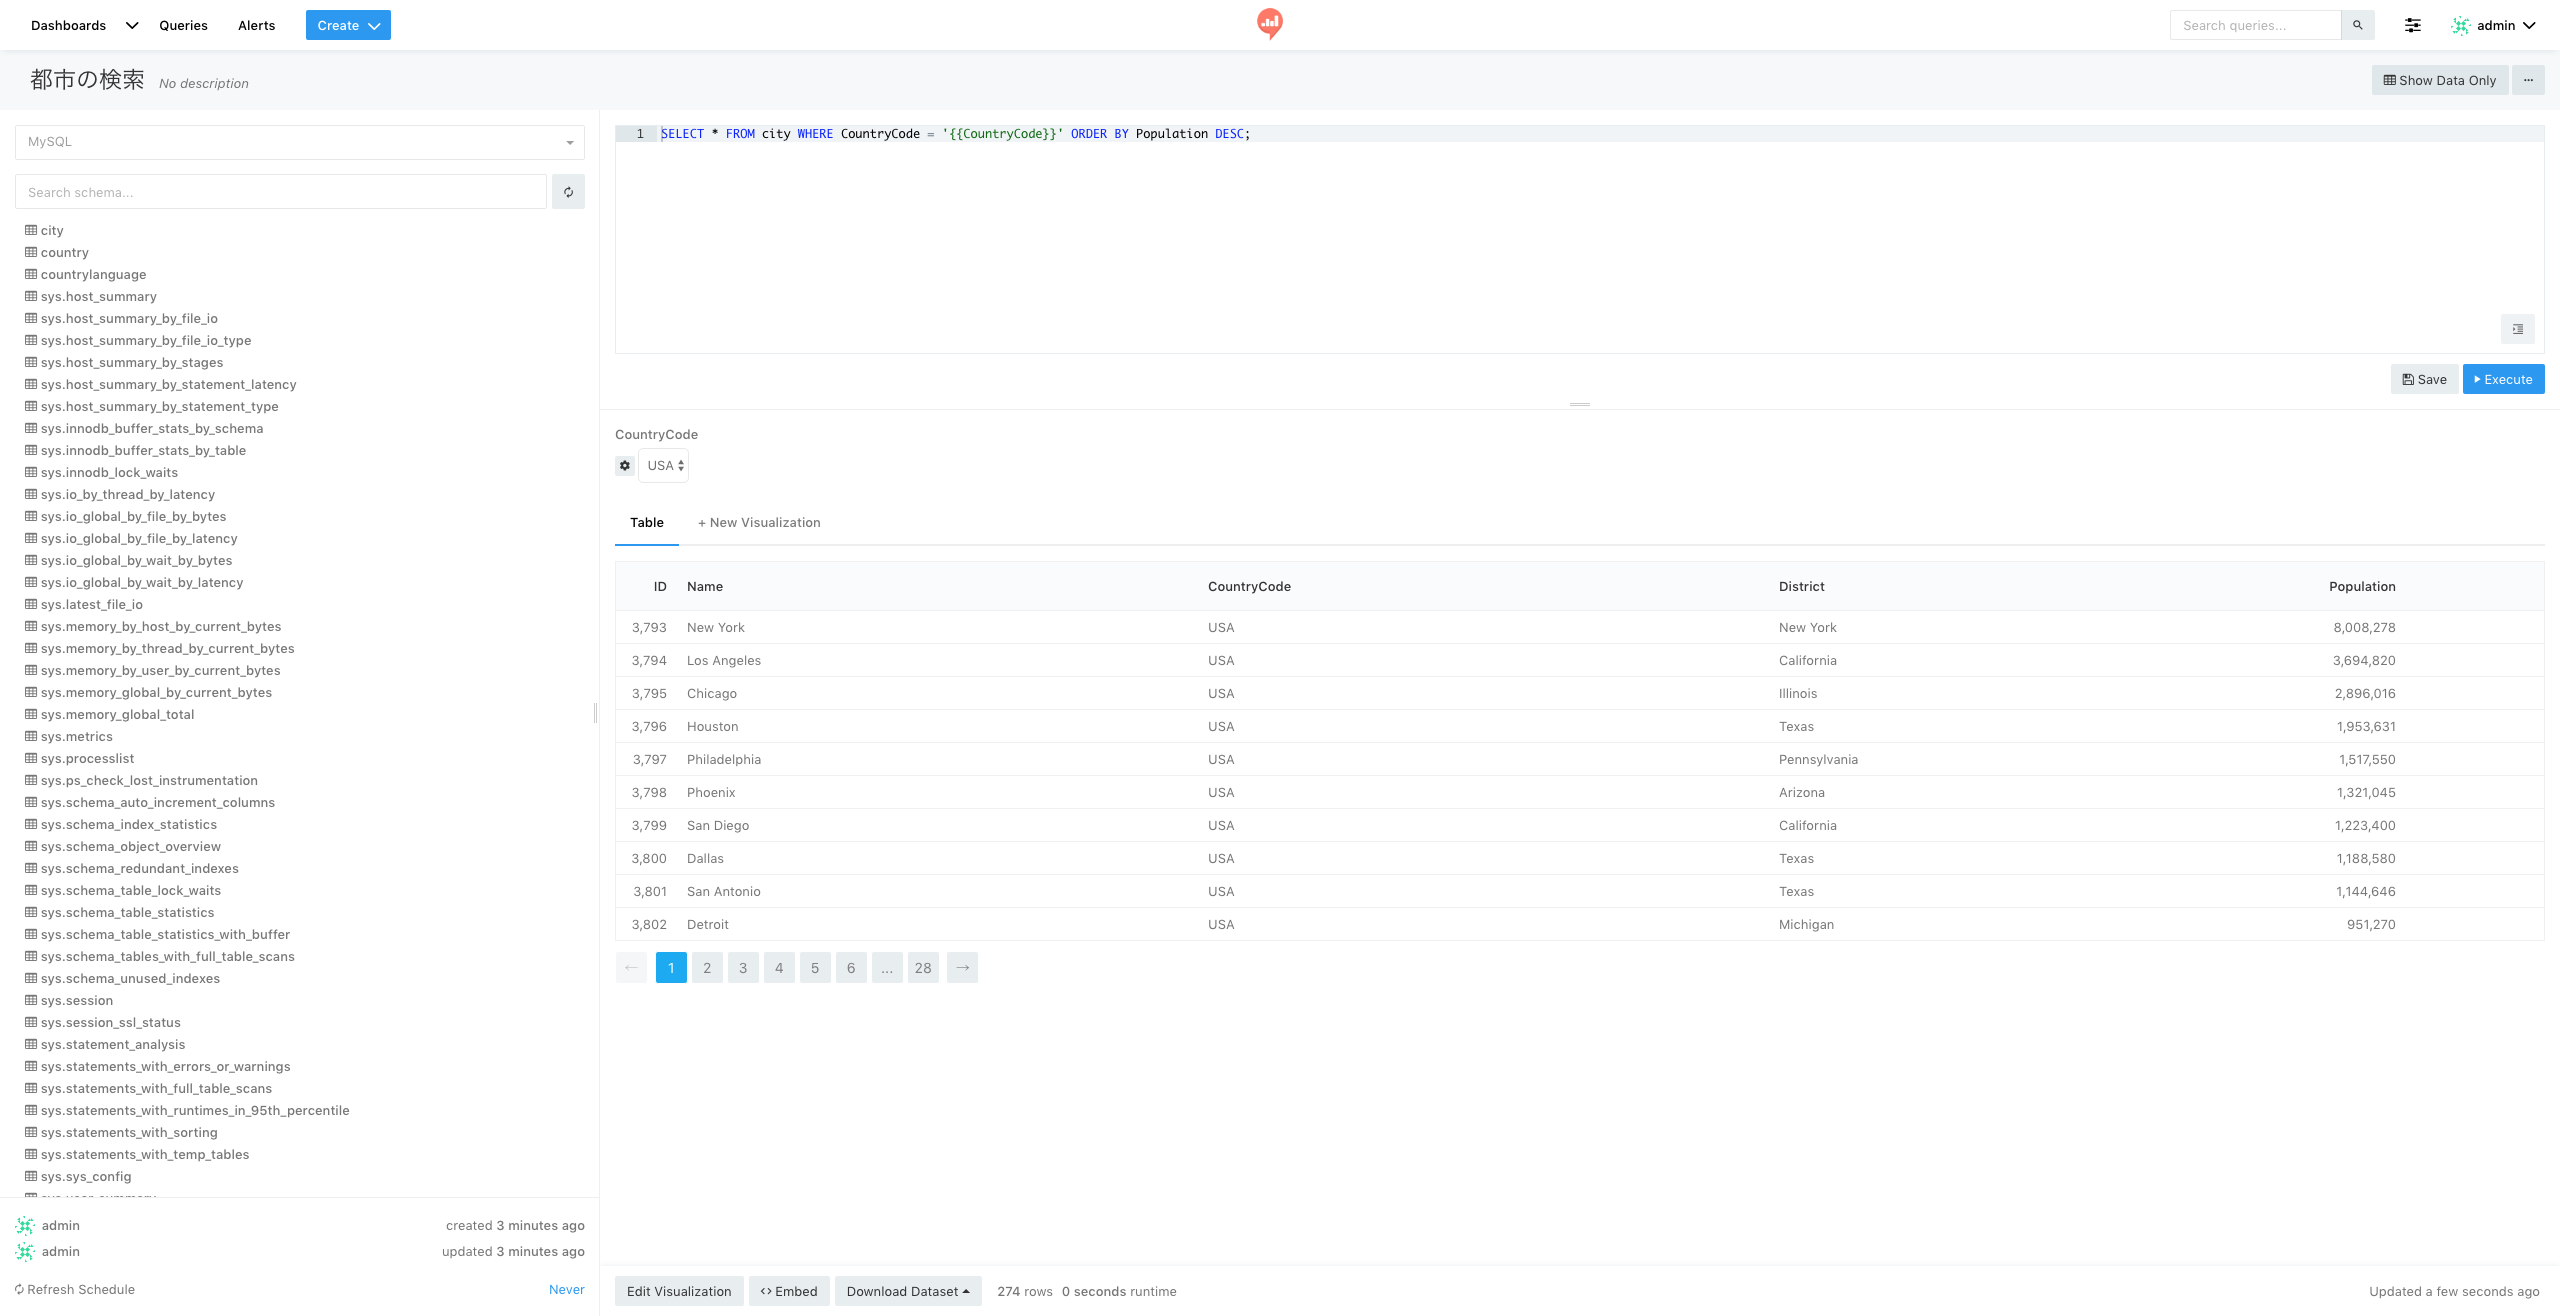 Dashboards Queries Alerts Create
Search queries... admin
都市の検索 No description
Show Data Only ...
MySQL
Search schema...
city
country
countrylanguage
sys.host_summary
sys.host_summary_by_file_io
sys.host_summary_by_file_io_type
sys.host_summary_by_stages
sys.host_summary_by_statement_latency
sys.host_summary_by_statement_type
sys.innodb_buffer_stats_by_schema
sys.innodb_buffer_stats_by_table
sys.innodb_lock_waits
sys.io_by_thread_by_latency
sys.io_global_by_file_by_bytes
sys.io_global_by_file_by_latency
sys.io_global_by_wait_by_bytes
sys.io_global_by_wait_by_latency
sys.latest_file_io
sys.memory_by_host_by_current_bytes
sys.memory_by_thread_by_current_bytes
sys.memory_by_user_by_current_bytes
sys.memory_global_by_current_bytes
sys.memory_global_total
sys.metrics
sys.processlist
sys.ps_check_lost_instrumentation
sys.schema_auto_increment_columns
sys.schema_index_statistics
sys.schema_object_overview
sys.schema_redundant_indexes
sys.schema_table_lock_waits
sys.schema_table_statistics
sys.schema_table_statistics_with_buffer
sys.schema_tables_with_full_table_scans
sys.schema_unused_indexes
sys.session
sys.session_ssl_status
sys.statement_analysis
sys.statements_with_errors_or_warnings
sys.statements_with_full_table_scans
sys.statements_with_runtimes_in_95th_percentile
sys.statements_with_sorting
sys.statements_with_temp_tables
sys.sys_config
admin created 3 minutes ago
admin updated 3 minutes ago
Refresh Schedule Never
1 SELECT * FROM city WHERE CountryCode = '{{CountryCode}}' ORDER BY Population DESC;
Save Execute
CountryCode
USA
Table + New Visualization
ID Name CountryCode District Population
3,793 New York USA New York 8,008,278
3,794 Los Angeles USA California 3,694,820
3,795 Chicago USA Illinois 2,896,016
3,796 Houston USA Texas 1,953,631
3,797 Philadelphia USA Pennsylvania 1,517,550
3,798 Phoenix USA Arizona 1,321,045
3,799 San Diego USA California 1,223,400
3,800 Dallas USA Texas 1,188,580
3,801 San Antonio USA Texas 1,144,646
3,802 Detroit USA Michigan 951,270
← 1 2 3 4 5 6 ... 28 →
Edit Visualization <> Embed Download Dataset 274 rows 0 seconds runtime Updated a few seconds ago